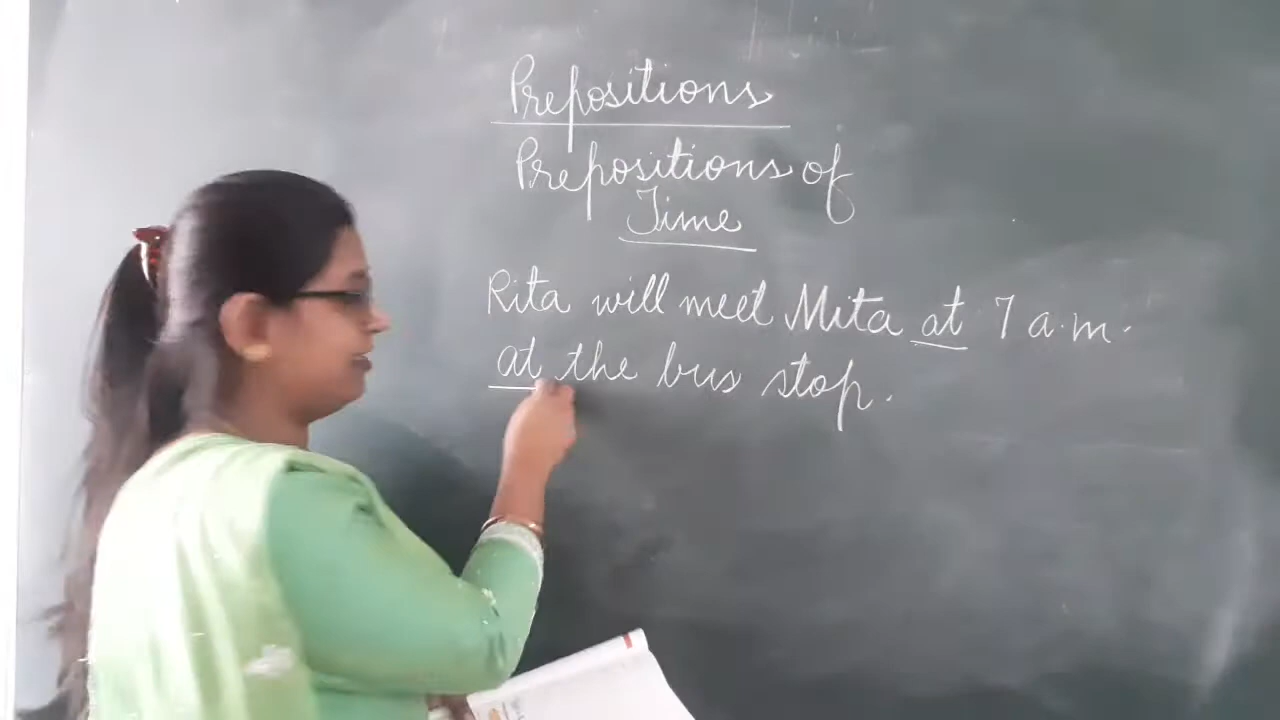 Prepositions
Prepositions of
Time
Rita will meet Mita at 7 a.m.
at the bus stop.